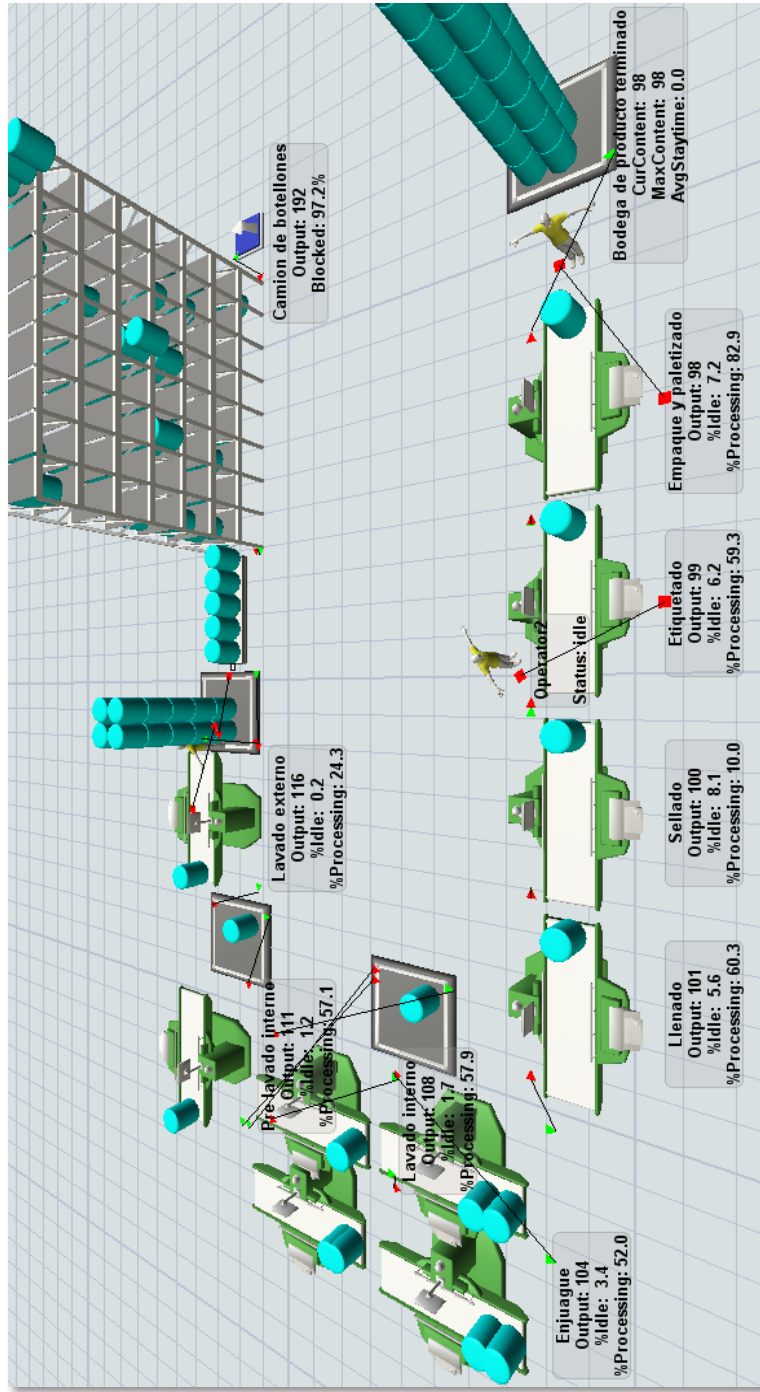 Camion de botellones
Output: 192
Blocked: 97.2%
Lavado externo
Output: 116
%Idle: 0.2
%Processing: 24.3
Pre-lavado interno
Output: 111
%Idle: 1.2
%Processing: 57.1
Lavado interno
Output: 108
%Idle: 1.7
%Processing: 57.9
Enjuague
Output: 104
%Idle: 3.4
%Processing: 52.0
Llenado
Output: 101
%Idle: 5.6
%Processing: 60.3
Sellado
Output: 100
%Idle: 8.1
%Processing: 10.0
Operator2
Status: idle
Etiquetado
Output: 99
%Idle: 6.2
%Processing: 59.3
Empaque y paletizado
Output: 98
%Idle: 7.2
%Processing: 82.9
Bodega de producto terminado
CurContent: 98
MaxContent: 98
AvgStaytime: 0.0